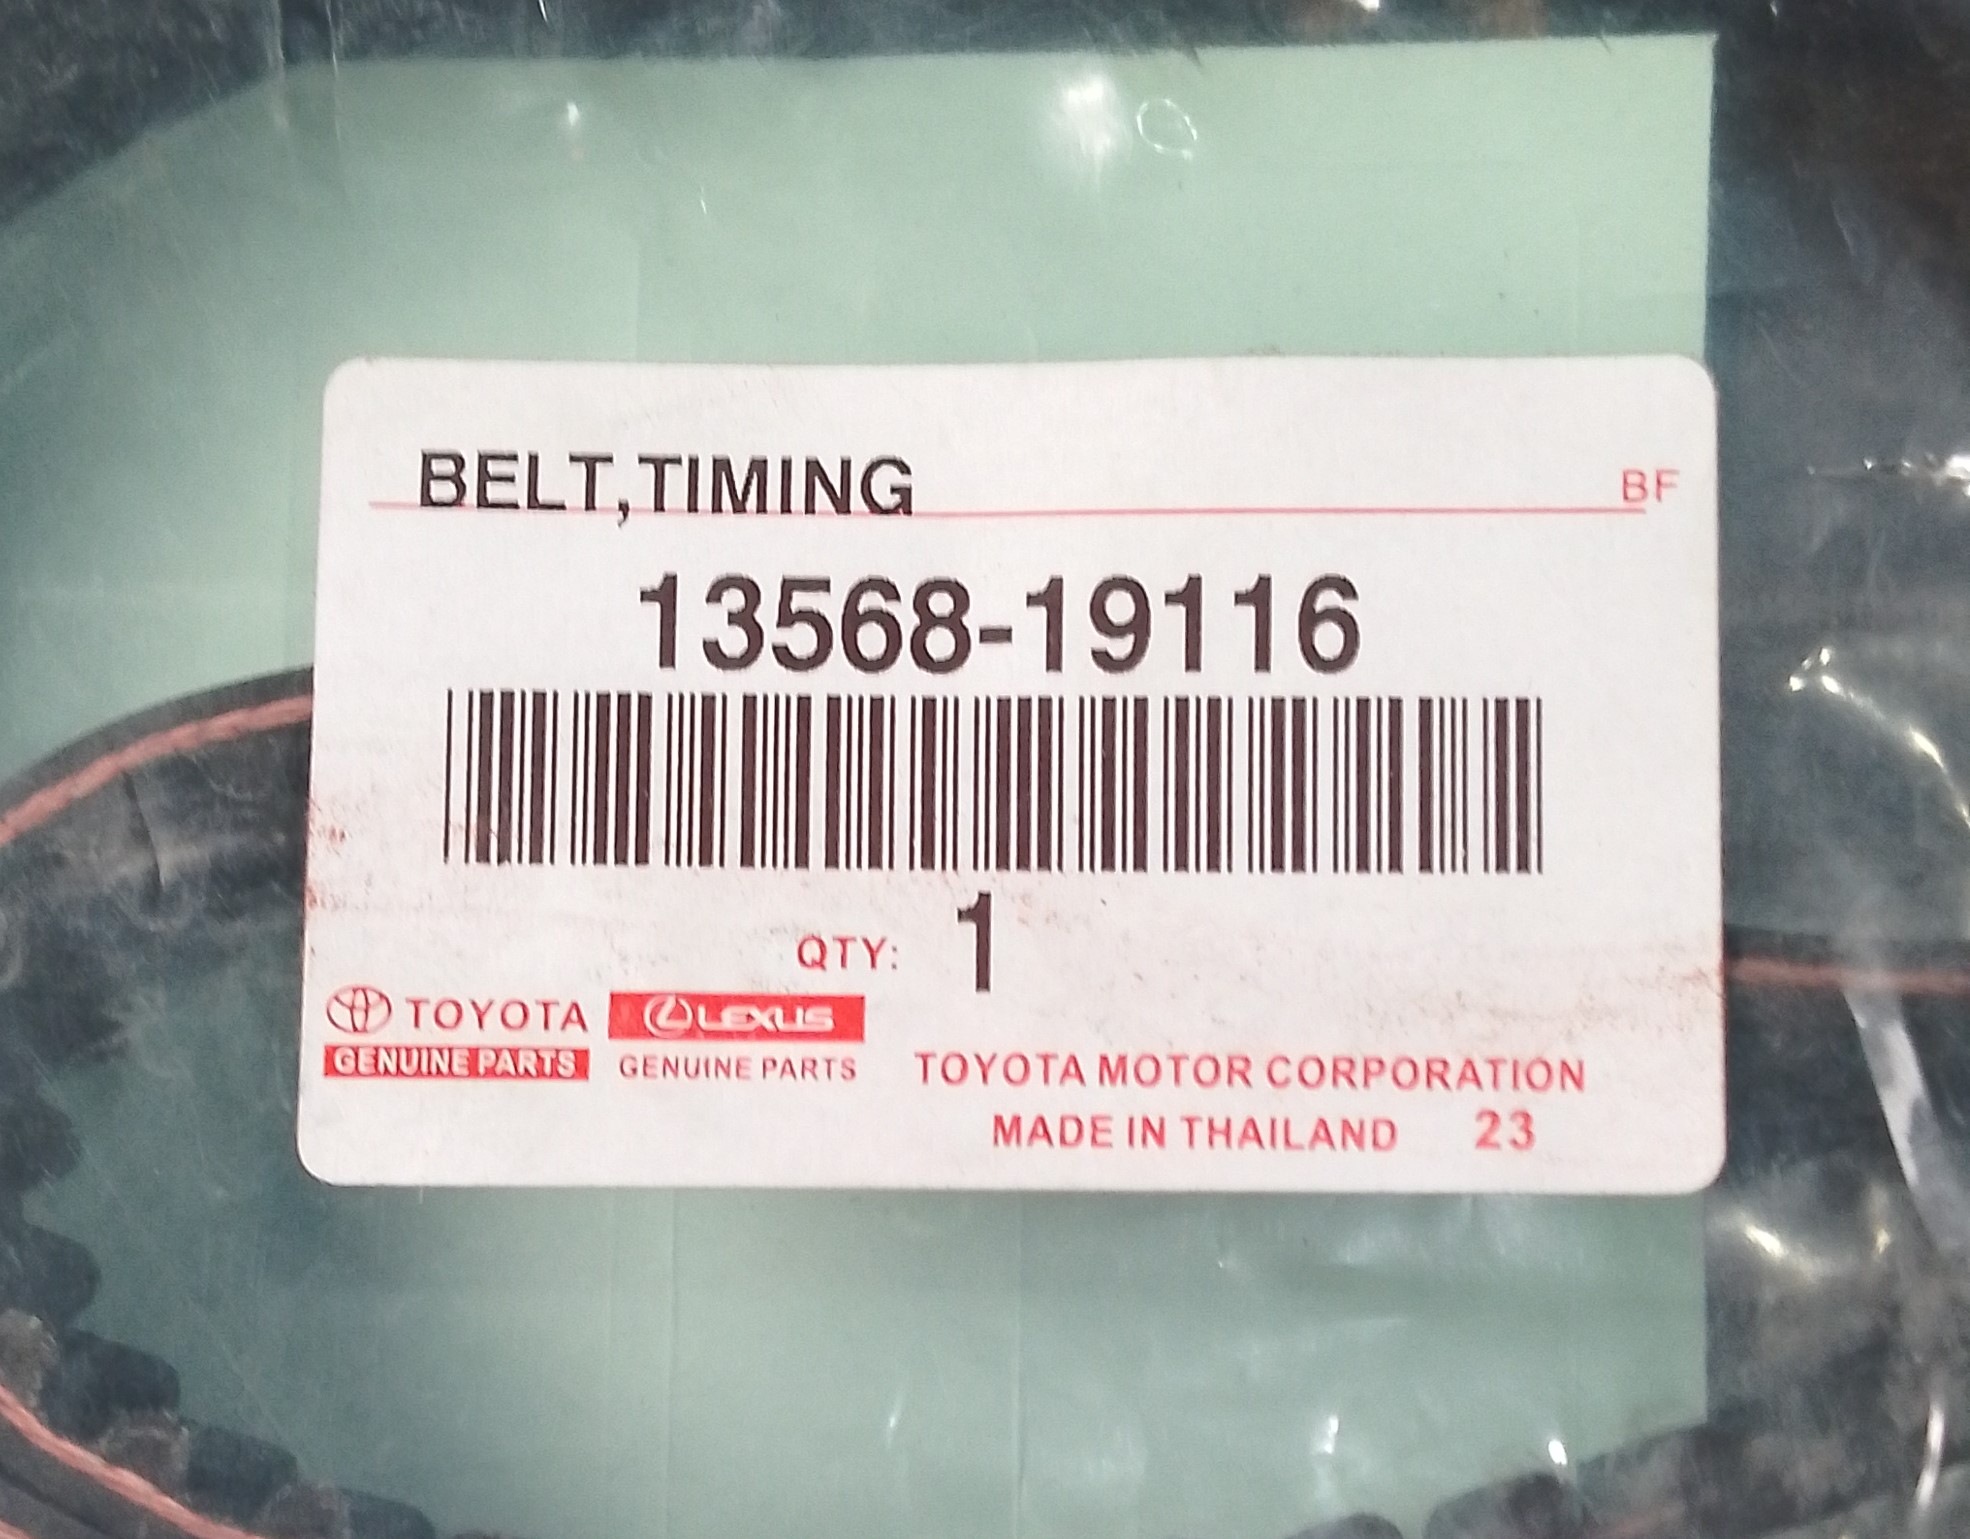 BELT,TIMING
BF
13568-19116
QTY: 1
TOYOTA
GENUINE PARTS
LEXUS
GENUINE PARTS
TOYOTA MOTOR CORPORATION
MADE IN THAILAND 23